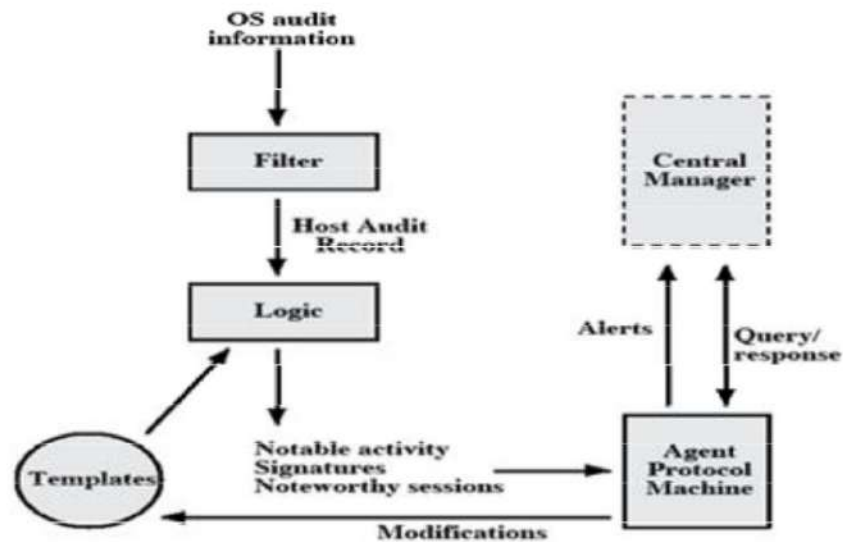 OS audit
information
Filter
Central
Manager
Host Audit
Record
Logic
Alerts
Query/
response
Notable activity
Signatures
Noteworthy sessions
Templates
Agent
Protocol
Machine
Modifications